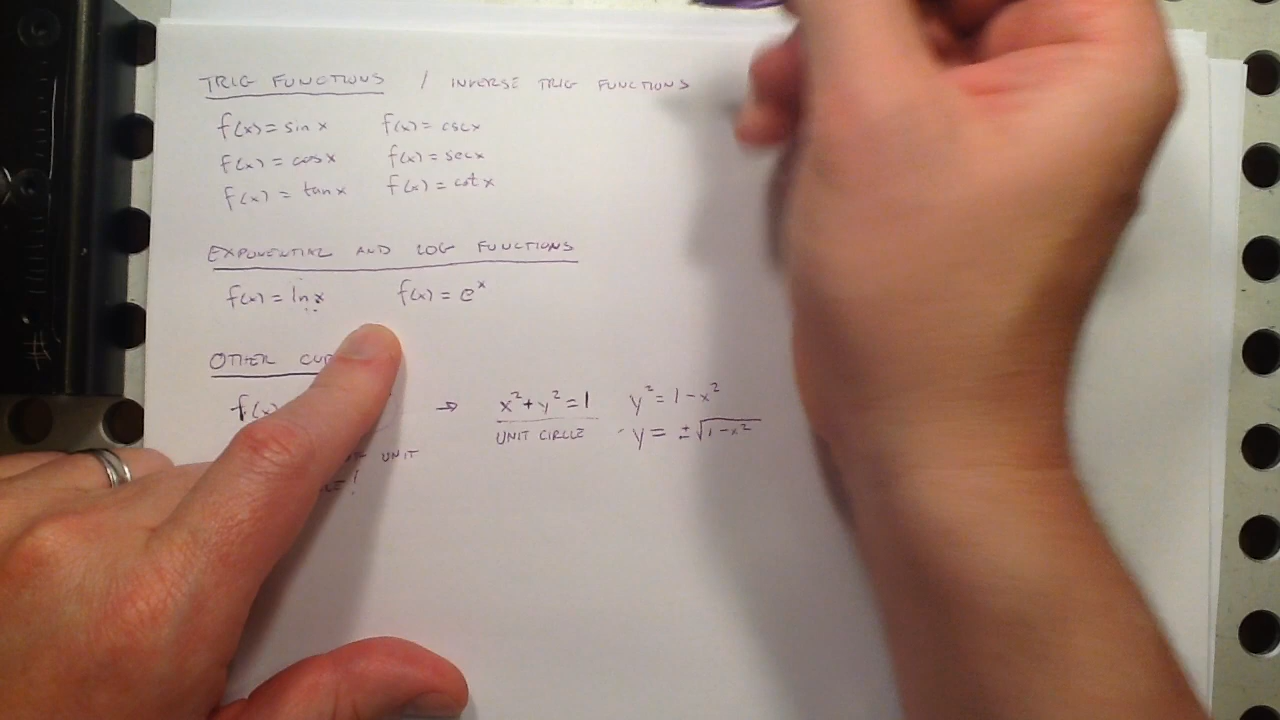 TRIG FUNCTIONS / INVERSE TRIG FUNCTIONS
f(x) = sin x f(x) = csc x
f(x) = cos x f(x) = sec x
f(x) = tan x f(x) = cot x
EXPONENTIAL AND LOG FUNCTIONS
f(x) = ln x f(x) = e^x
OTHER
f(x) → x² + y² = 1 y² = 1 - x²
UNIT CIRCLE y = ±√1-x²
UNIT